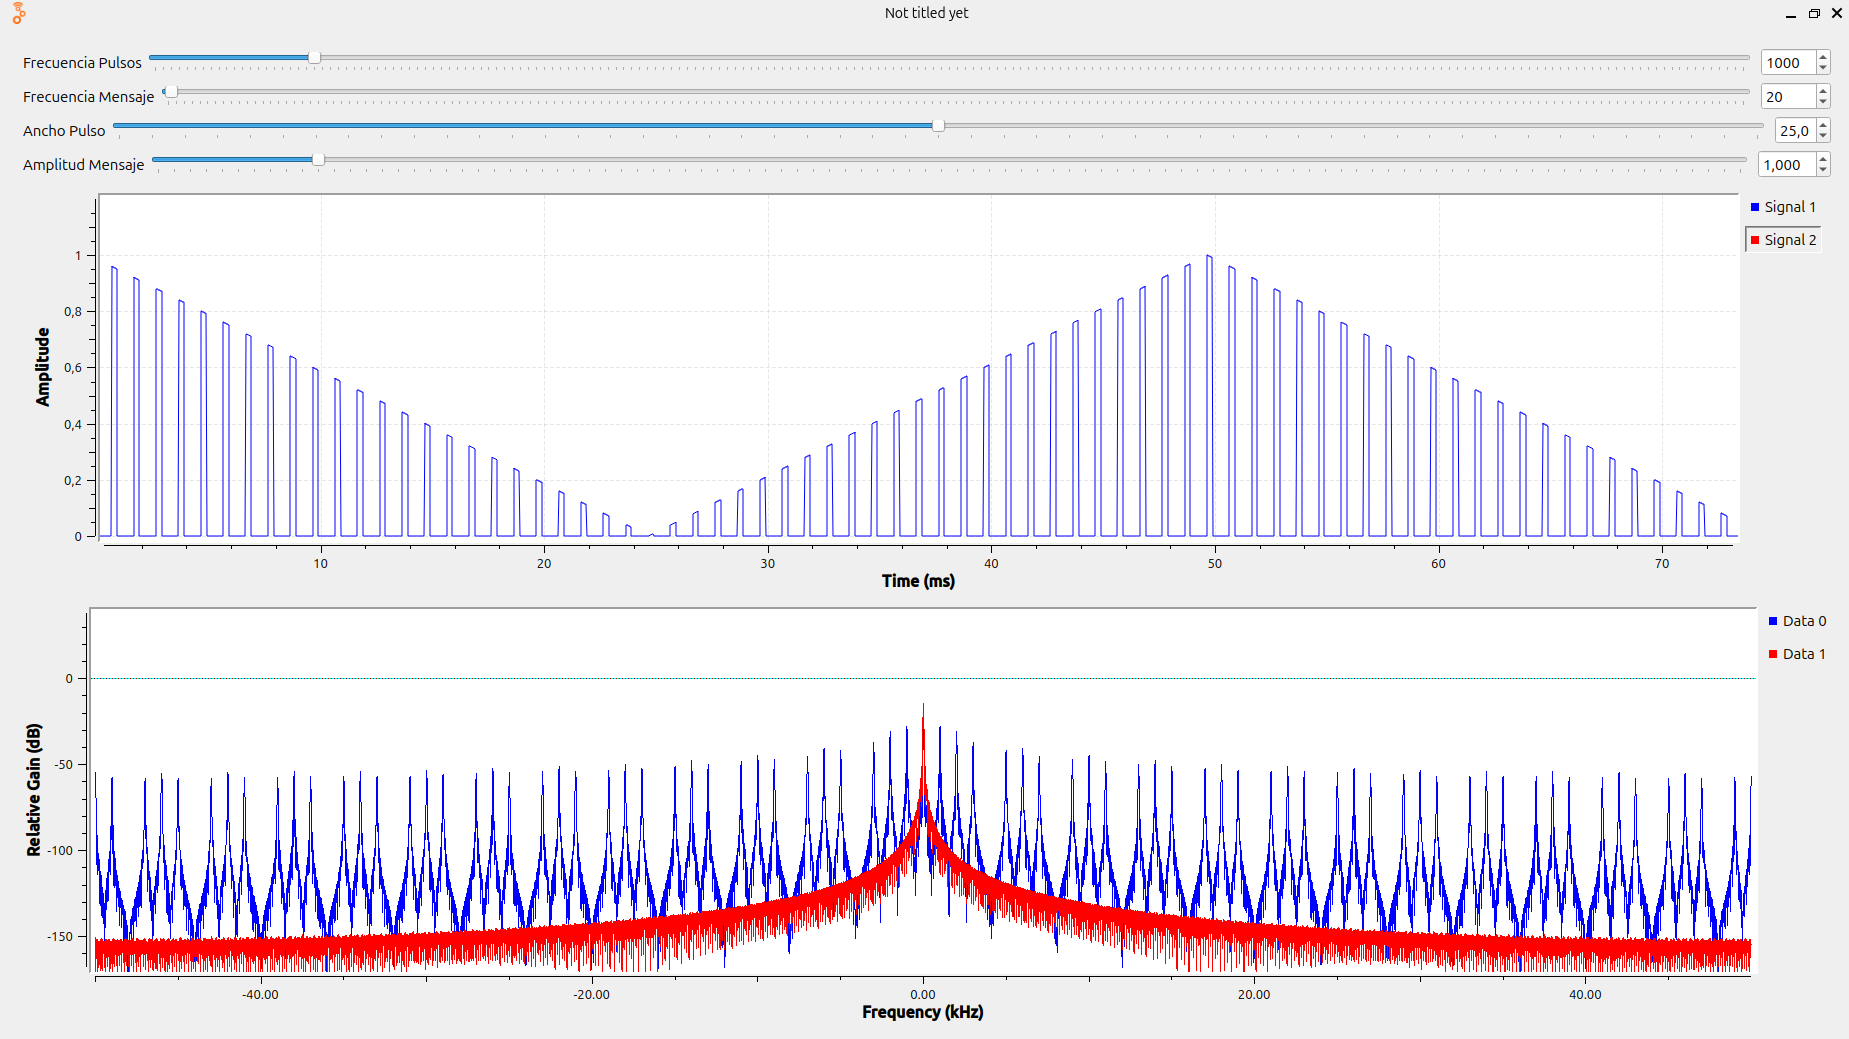 Not titled yet
Frecuencia Pulsos 1000
Frecuencia Mensaje 20
Ancho Pulso 25,0
Amplitud Mensaje 1,000
Signal 1
Signal 2
Amplitude
1
0,8
0,6
0,4
0,2
0
10 20 30 40 50 60 70
Time (ms)
Data 0
Data 1
Relative Gain (dB)
0
-50
-100
-150
-40.00 -20.00 0.00 20.00 40.00
Frequency (kHz)